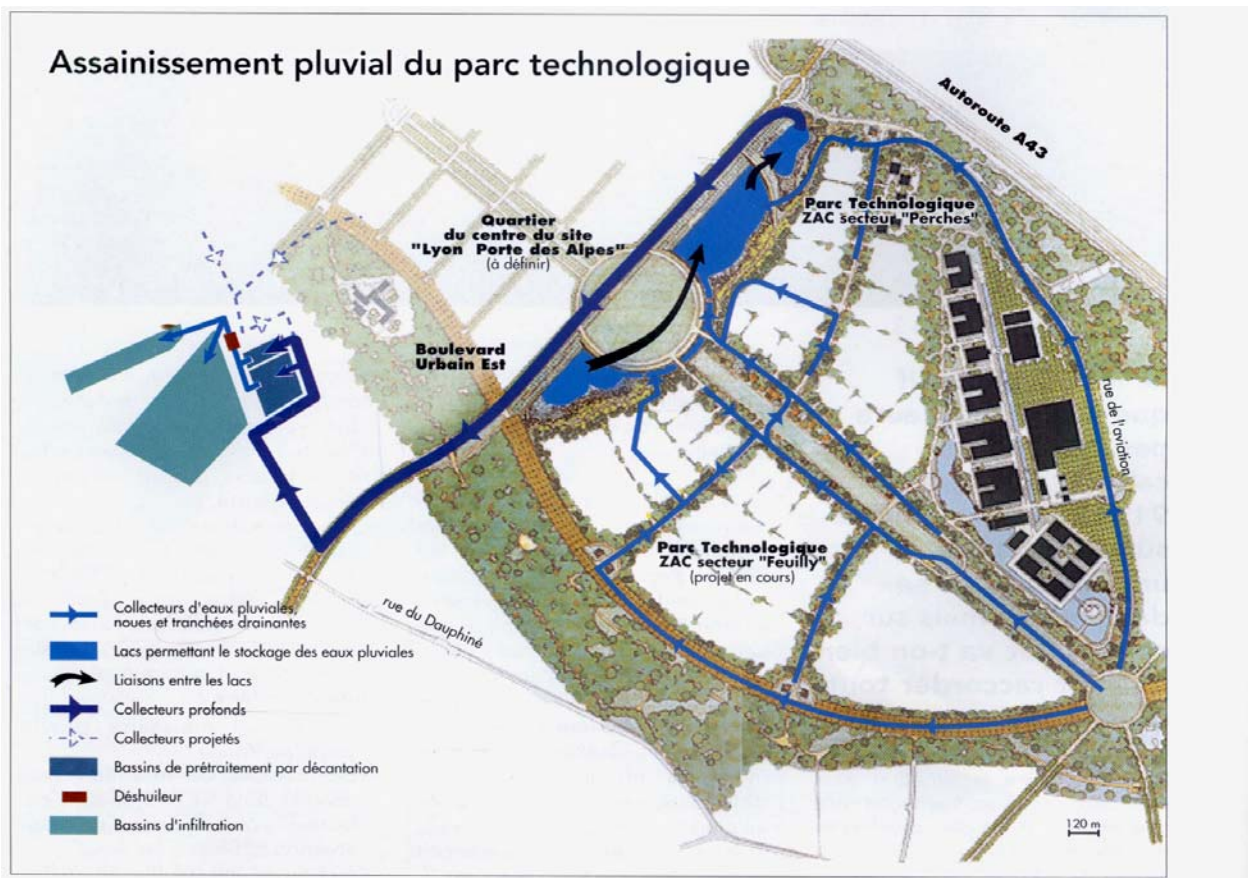 Assainissement pluvial du parc technologique
Autoroute A43
Parc Technologique
ZAC secteur "Perches"
Quartier
du centre du site
"Lyon Porte des Alpes"
(à définir)
Boulevard
Urbain Est
rue de l'aviation
Parc Technologique
ZAC secteur "Feuilly"
(projet en cours)
rue du Dauphiné
Collecteurs d'eaux pluviales,
noues et tranchées drainantes
Lacs permettant le stockage des eaux pluviales
Liaisons entre les lacs
Collecteurs profonds
Collecteurs projetés
Bassins de prétraitement par décantation
Déshuileur
Bassins d'infiltration
120 m